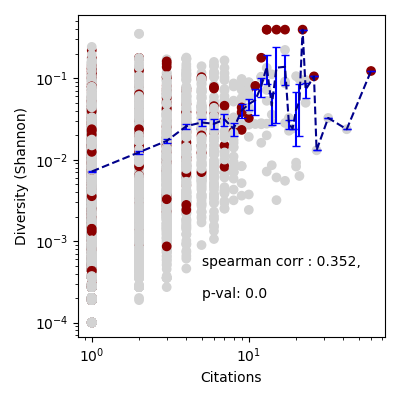 Diversity (Shannon)
10⁻¹
10⁻²
10⁻³
10⁻⁴
spearman corr : 0.352,
p-val: 0.0
10⁰
10¹
Citations